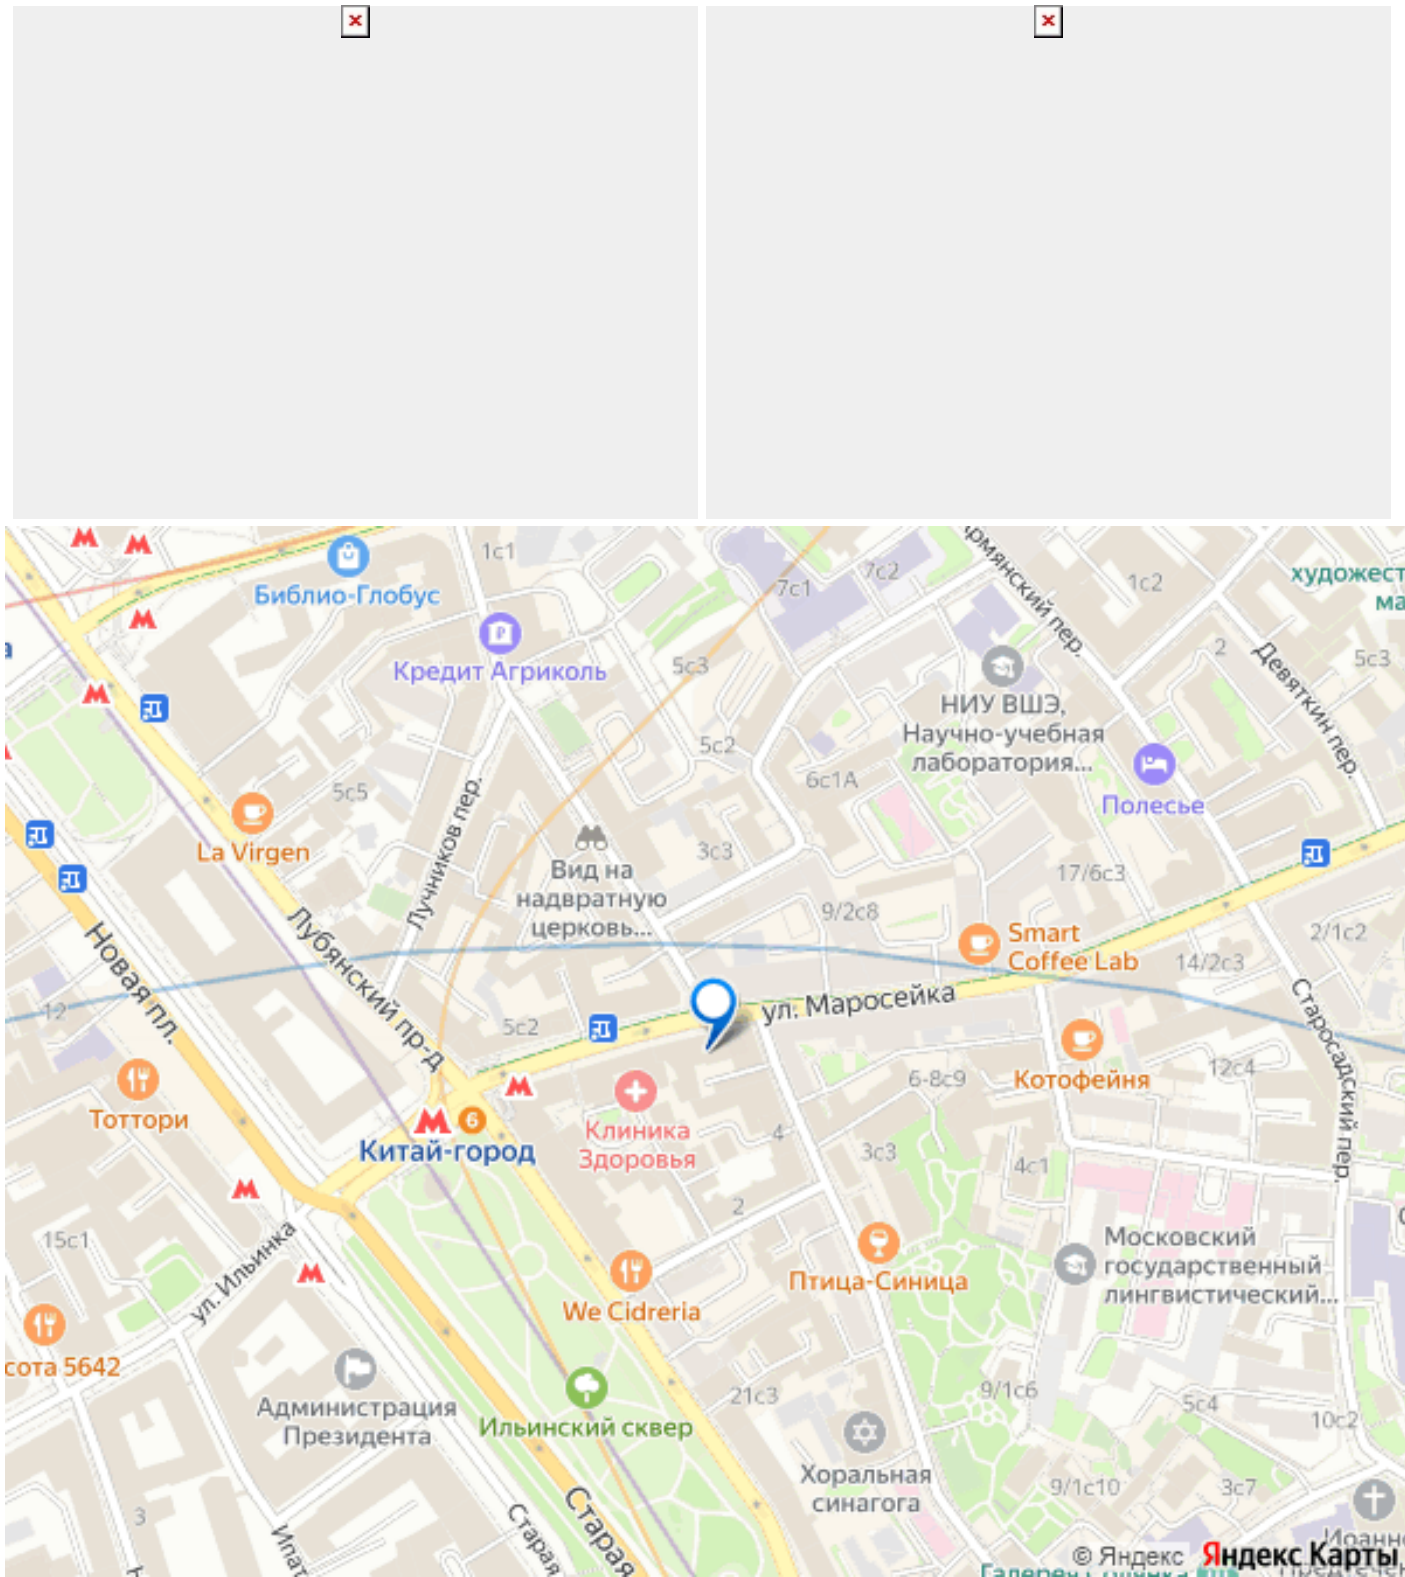 1с1
Библио-Глобус
Кредит Агриколь
5с3
7с1
7с2
1с2
художест
ма
2
Девяткин пер.
5с3
НИУ ВШЭ,
Научно-учебная
лаборатория...
Полесье
5с2
6с1А
5с5
La Virgen
Лучников пер.
Вид на
надвратную
церковь...
3с3
17/6с3
9/2с8
Smart
Coffee Lab
14/2с3
2/1с2
Новая пл.
Лубянский пр-д
12
5с2
ул. Маросейка
Старосадский пер.
Тоттори
6
Китай-город
Клиника
Здоровья
4
6-8с9
Котофейня
12с4
3с3
4с1
2
15с1
ул. Ильинка
We Cidreria
Птица-Синица
Московский
государственный
лингвистический...
сота 5642
Администрация
Президента
Ильинский сквер
21с3
9/1с6
5с4
10с2
Хоральная
синагога
9/1с10
3с7
3
Ипат
Старая
Старая
© Яндекс
Яндекс Карты